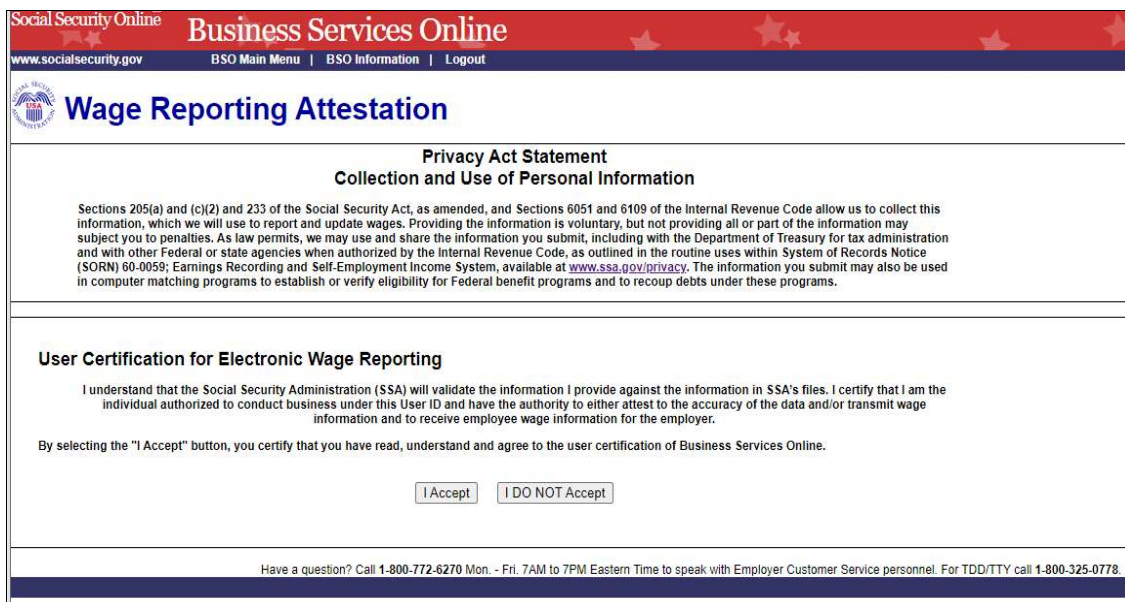 Social Security Online
Business Services Online
www.socialsecurity.gov
BSO Main Menu | BSO Information | Logout
SOCIAL SECURITY ADMINISTRATION
USA
Wage Reporting Attestation
Privacy Act Statement
Collection and Use of Personal Information
Sections 205(a) and (c)(2) and 233 of the Social Security Act, as amended, and Sections 6051 and 6109 of the Internal Revenue Code allow us to collect this
information, which we will use to report and update wages. Providing the information is voluntary, but not providing all or part of the information may
subject you to penalties. As law permits, we may use and share the information you submit, including with the Department of Treasury for tax administration
and with other Federal or state agencies when authorized by the Internal Revenue Code, as outlined in the routine uses within System of Records Notice
(SORN) 60-0059; Earnings Recording and Self-Employment Income System, available at www.ssa.gov/privacy. The information you submit may also be used
in computer matching programs to establish or verify eligibility for Federal benefit programs and to recoup debts under these programs.
User Certification for Electronic Wage Reporting
I understand that the Social Security Administration (SSA) will validate the information I provide against the information in SSA's files. I certify that I am the
individual authorized to conduct business under this User ID and have the authority to either attest to the accuracy of the data and/or transmit wage
information and to receive employee wage information for the employer.
By selecting the "I Accept" button, you certify that you have read, understand and agree to the user certification of Business Services Online.
I Accept
I DO NOT Accept
Have a question? Call 1-800-772-6270 Mon. - Fri. 7AM to 7PM Eastern Time to speak with Employer Customer Service personnel. For TDD/TTY call 1-800-325-0778.